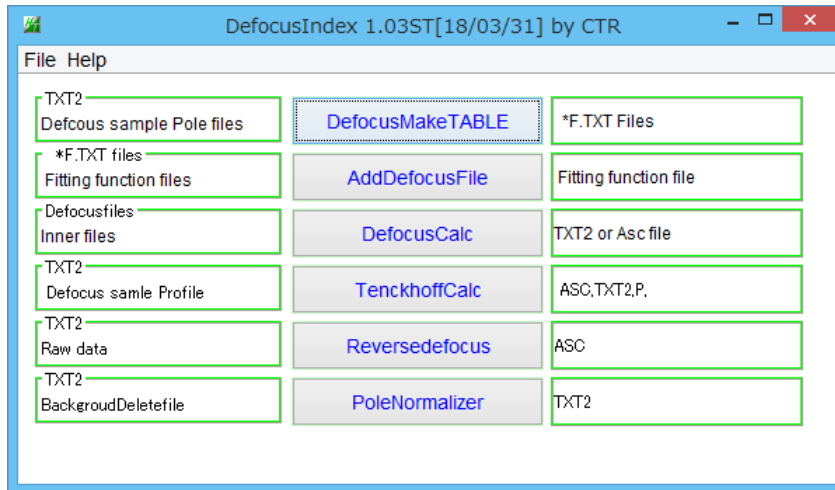 DefocusIndex 1.03ST[18/03/31] by CTR
File Help
TXT2
Defcous sample Pole files
DefocusMakeTABLE
*F.TXT Files
*F.TXT files
Fitting function files
AddDefocusFile
Fitting function file
Defocusfiles
Inner files
DefocusCalc
TXT2 or Asc file
TXT2
Defocus samle Profile
TenckhoffCalc
ASC,TXT2,P,
TXT2
Raw data
Reversedefocus
ASC
TXT2
BackgroudDeletefile
PoleNormalizer
TXT2